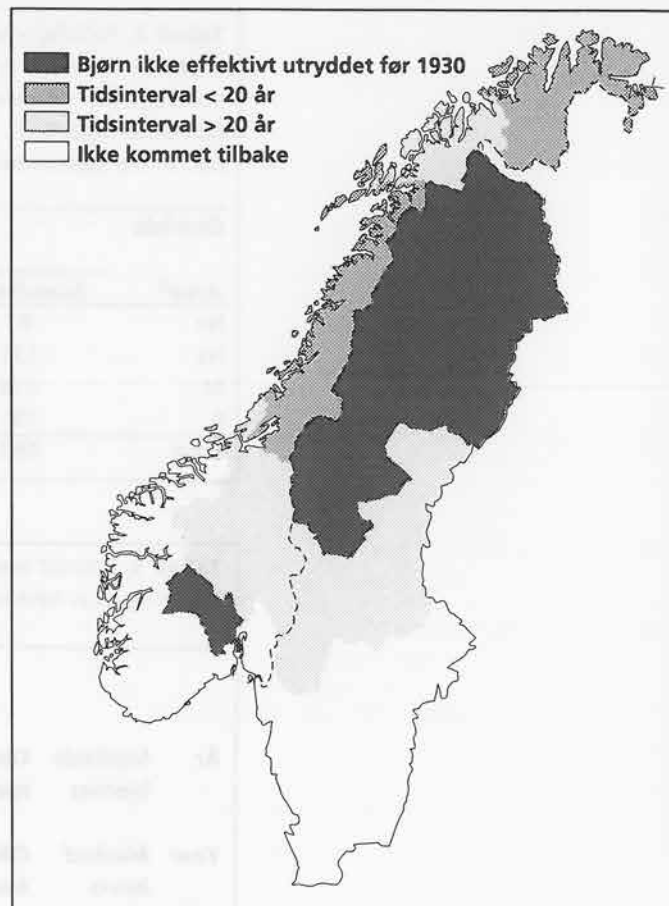 Bjørn ikke effektivt utryddet før 1930
Tidsinterval < 20 år
Tidsinterval > 20 år
Ikke kommet tilbake